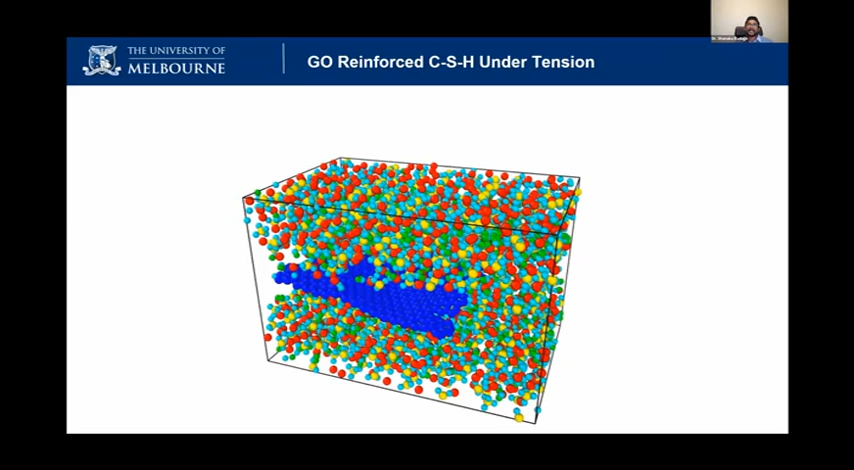 THE UNIVERSITY OF
MELBOURNE
GO Reinforced C-S-H Under Tension